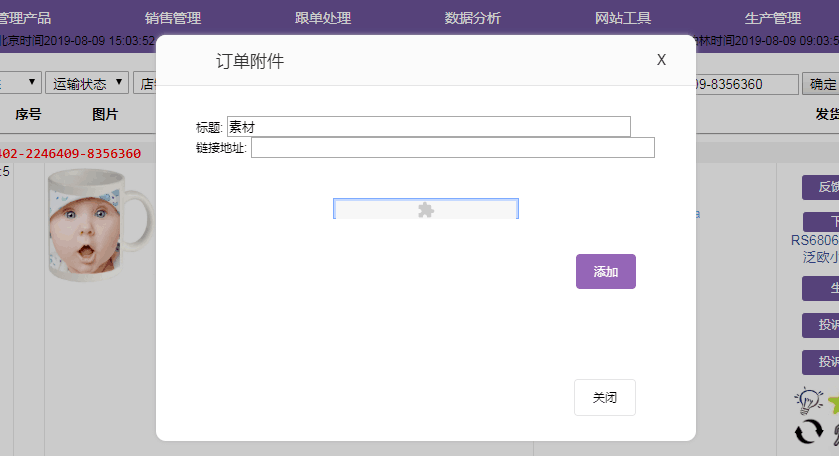 管理产品 销售管理 跟单处理 数据分析 网站工具 生产管理
北京时间2019-08-09 15:03:52 林时间2019-08-09 09:03:5
订单附件 X
运输状态 店 09-8356360 确定
序号 图片 发货
标题: 素材
402-2246409-8356360
链接地址:
:5
反馈
下
RS6806
泛欧小
添加
生
投诉
投诉
关闭